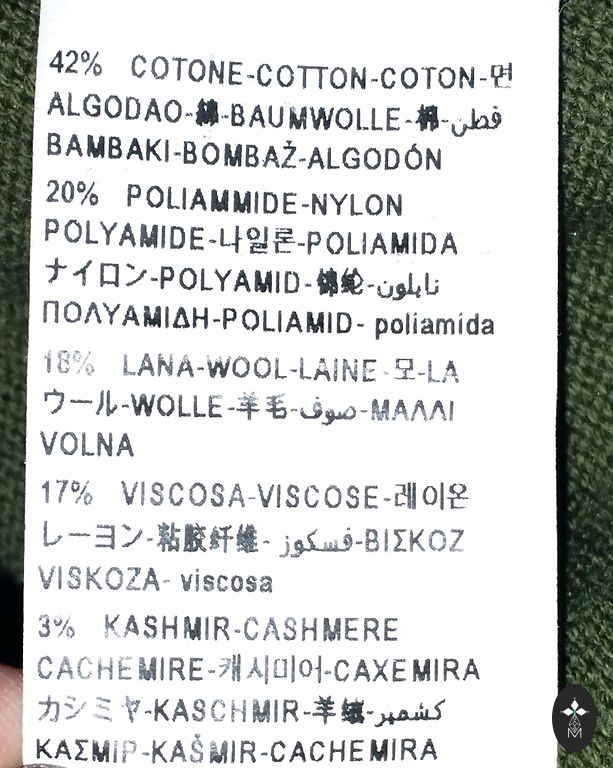 42% COTONE-COTTON-COTON-면
ALGODAO-綿-BAUMWOLLE-棉-قطن
BAMBAKI-BOMBAŽ-ALGODÓN
20% POLIAMMIDE-NYLON
POLYAMIDE-나일론-POLIAMIDA
ナイロン-POLYAMID-锦纶-نايلون
ΠΟΛΥΑΜΙΔΗ-POLIAMID- poliamida
18% LANA-WOOL-LAINE-모-LA
ウール-WOLLE-羊毛-صوف-ΜΑΛΛΙ
VOLNA
17% VISCOSA-VISCOSE-레이온
レーヨン-粘胶纤维- فسكوز-ΒΙΣΚΟΖ
VISKOZA- viscosa
3% KASHMIR-CASHMERE
CACHEMIRE-캐시미어-CAXEMIRA
カシミヤ-KASCHMIR-羊绒-كشمير
ΚΑΣΜΙΡ-KAŠMIR-CACHEMIRA